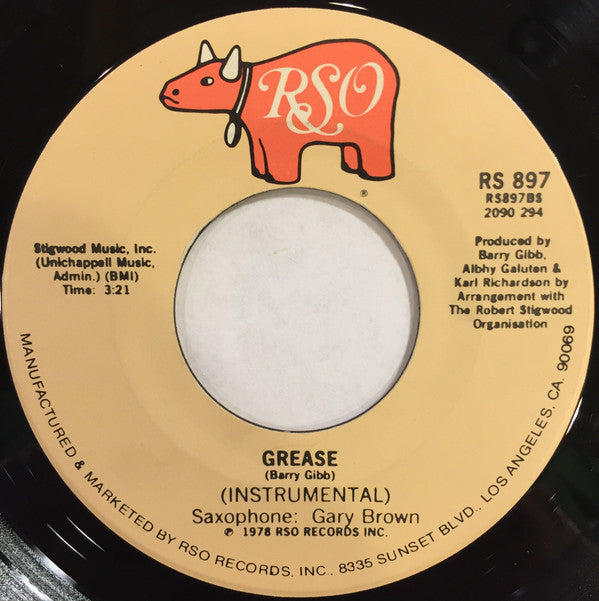 RSO
®
RS 897
RS897BS
2090 294
Stigwood Music, Inc.
(Unichappell Music,
Admin.) (BMI)
Time: 3:21
Produced by
Barry Gibb,
Albhy Galuten &
Karl Richardson by
Arrangement with
The Robert Stigwood
Organisation
GREASE
(Barry Gibb)
(INSTRUMENTAL)
Saxophone: Gary Brown
℗ 1978 RSO RECORDS INC.
MANUFACTURED & MARKETED BY RSO RECORDS, INC., 8335 SUNSET BLVD., LOS ANGELES, CA. 90069